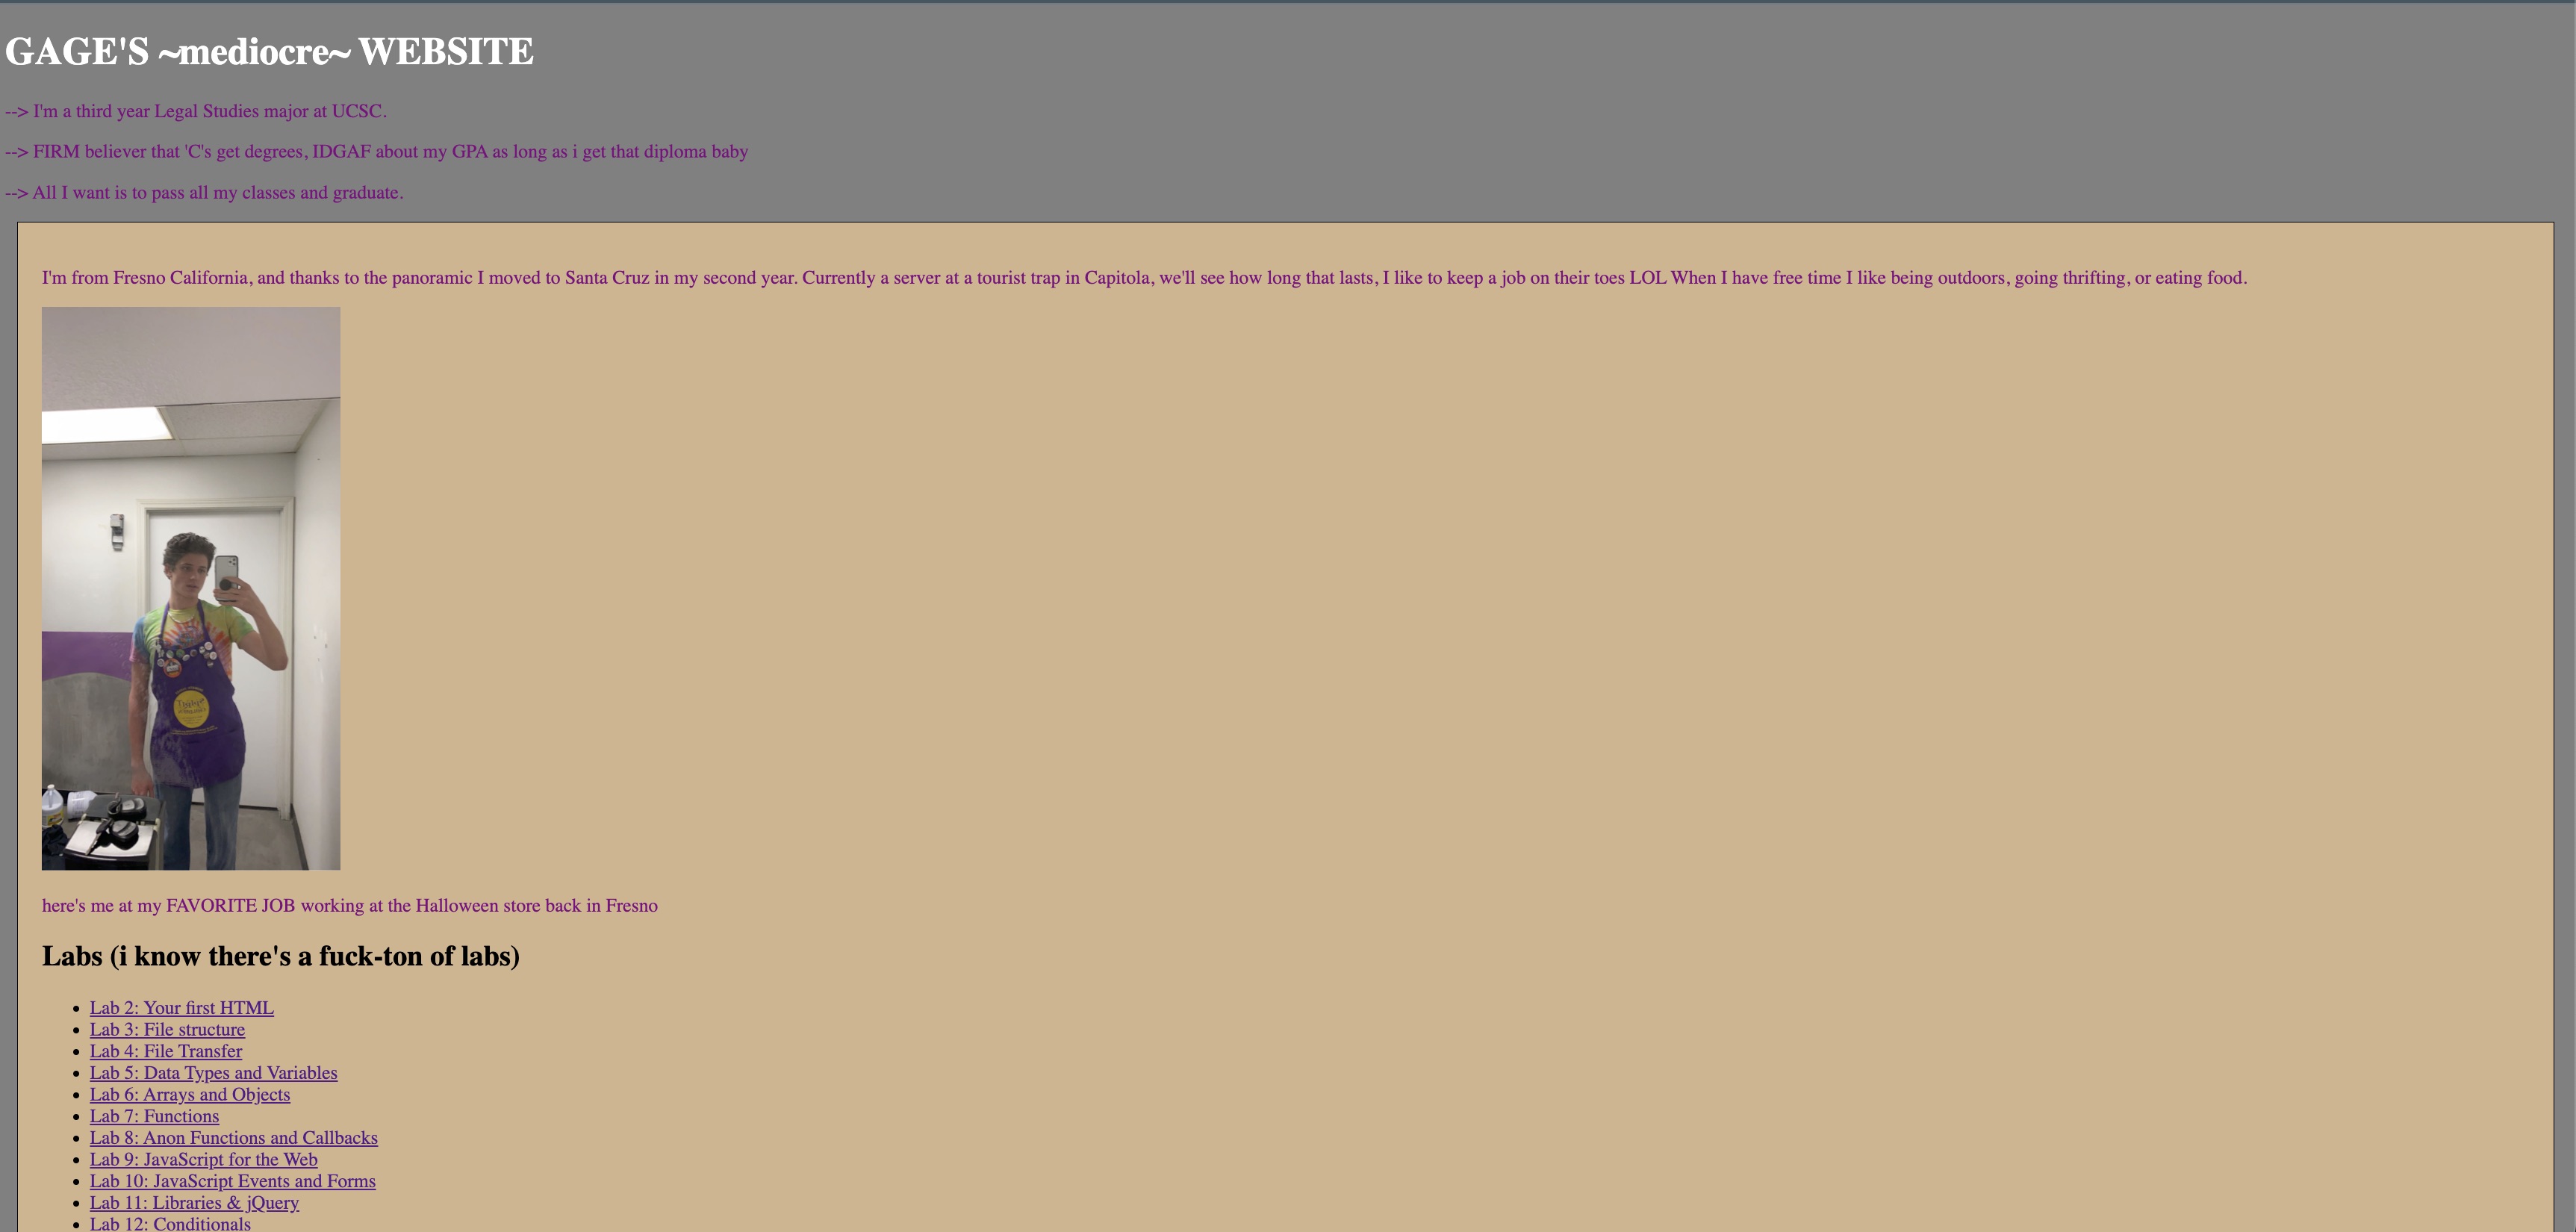 GAGE'S ~mediocre~ WEBSITE
--> I'm a third year Legal Studies major at UCSC.
--> FIRM believer that 'C's get degrees, IDGAF about my GPA as long as i get that diploma baby
--> All I want is to pass all my classes and graduate.
I'm from Fresno California, and thanks to the panoramic I moved to Santa Cruz in my second year. Currently a server at a tourist trap in Capitola, we'll see how long that lasts, I like to keep a job on their toes LOL When I have free time I like being outdoors, going thrifting, or eating food.
here's me at my FAVORITE JOB working at the Halloween store back in Fresno
Labs (i know there's a fuck-ton of labs)
Lab 2: Your first HTML
Lab 3: File structure
Lab 4: File Transfer
Lab 5: Data Types and Variables
Lab 6: Arrays and Objects
Lab 7: Functions
Lab 8: Anon Functions and Callbacks
Lab 9: JavaScript for the Web
Lab 10: JavaScript Events and Forms
Lab 11: Libraries & jQuery
Lab 12: Conditionals